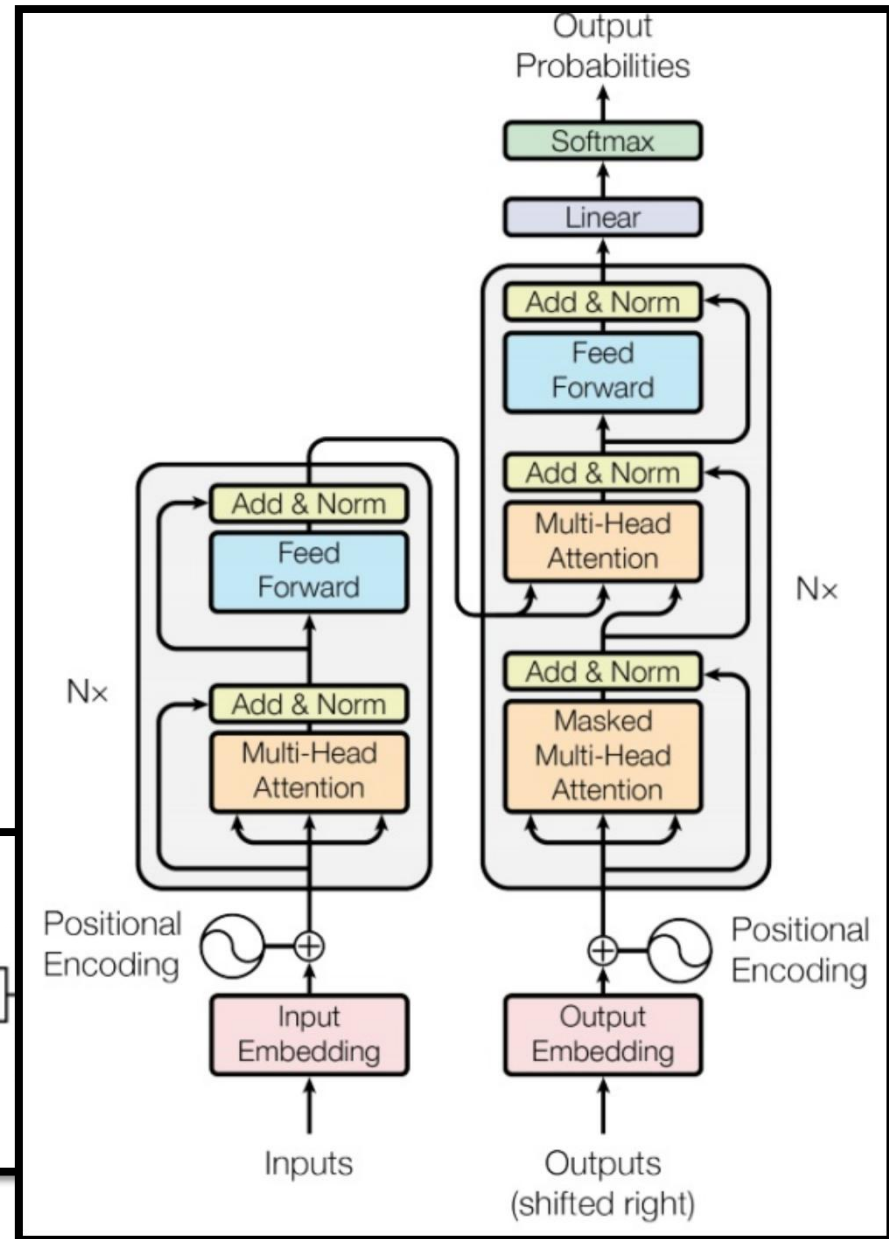 Output
Probabilities
Softmax
Linear
Add & Norm
Feed
Forward
Add & Norm
Multi-Head
Attention
Nx
Add & Norm
Masked
Multi-Head
Attention
Positional
Encoding
Output
Embedding
Outputs
(shifted right)
Add & Norm
Feed
Forward
Nx
Add & Norm
Multi-Head
Attention
Positional
Encoding
Input
Embedding
Inputs